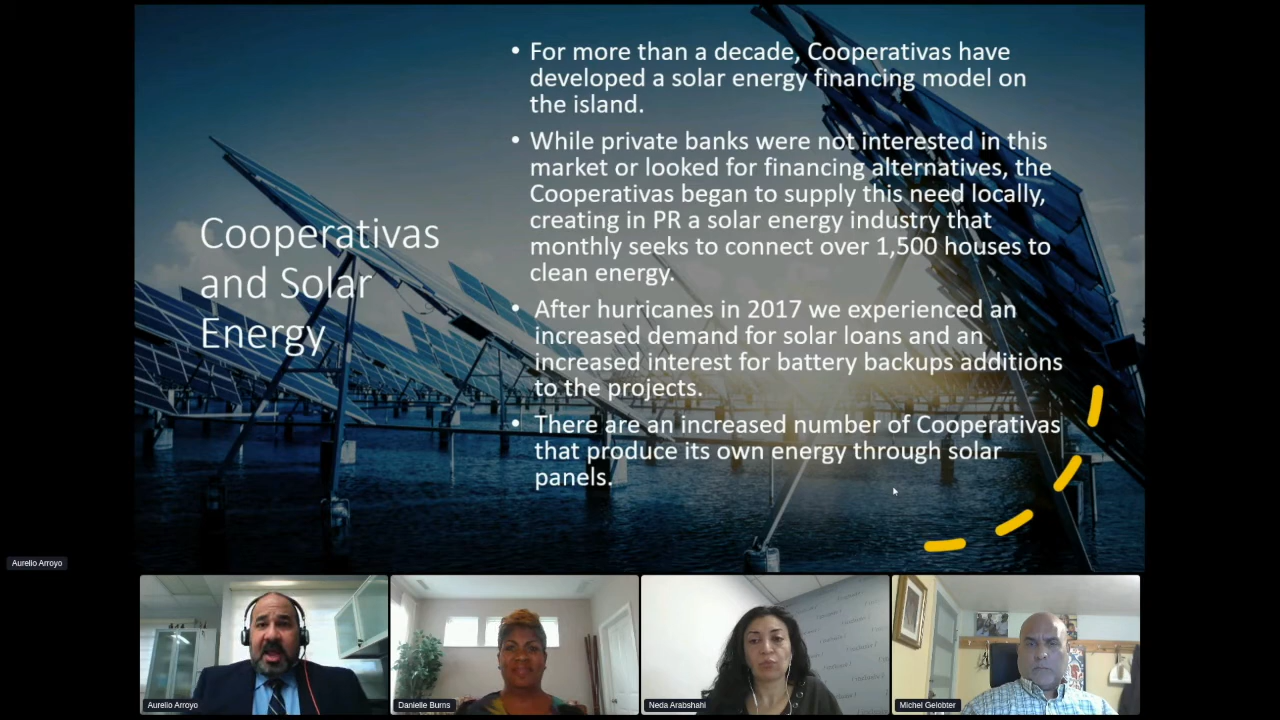 Cooperativas
and Solar
Energy
• For more than a decade, Cooperativas have
developed a solar energy financing model on
the island.
• While private banks were not interested in this
market or looked for financing alternatives, the
Cooperativas began to supply this need locally,
creating in PR a solar energy industry that
monthly seeks to connect over 1,500 houses to
clean energy.
• After hurricanes in 2017 we experienced an
increased demand for solar loans and an
increased interest for battery backups additions
to the projects.
• There are an increased number of Cooperativas
that produce its own energy through solar
panels.
Aurelio Arroyo
Aurelio Arroyo
Danielle Burns
Neda Arabshahi
Michel Gelobter